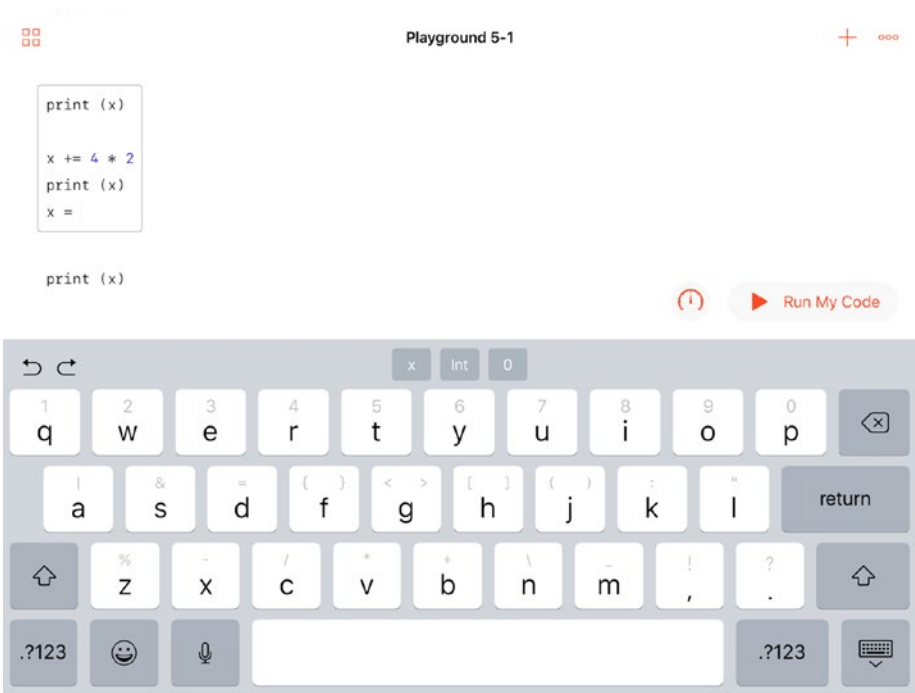 Playground 5-1
print (x)
x += 4 * 2
print (x)
x =
print (x)
Run My Code
x Int 0
1 2 3 4 5 6 7 8 9 0
q w e r t y u i o p
| & = { } < > [ ] ( ) : "
a s d f g h j k l return
% - / * + \ _ ! ?
z x c v b n m , .
.?123 .?123